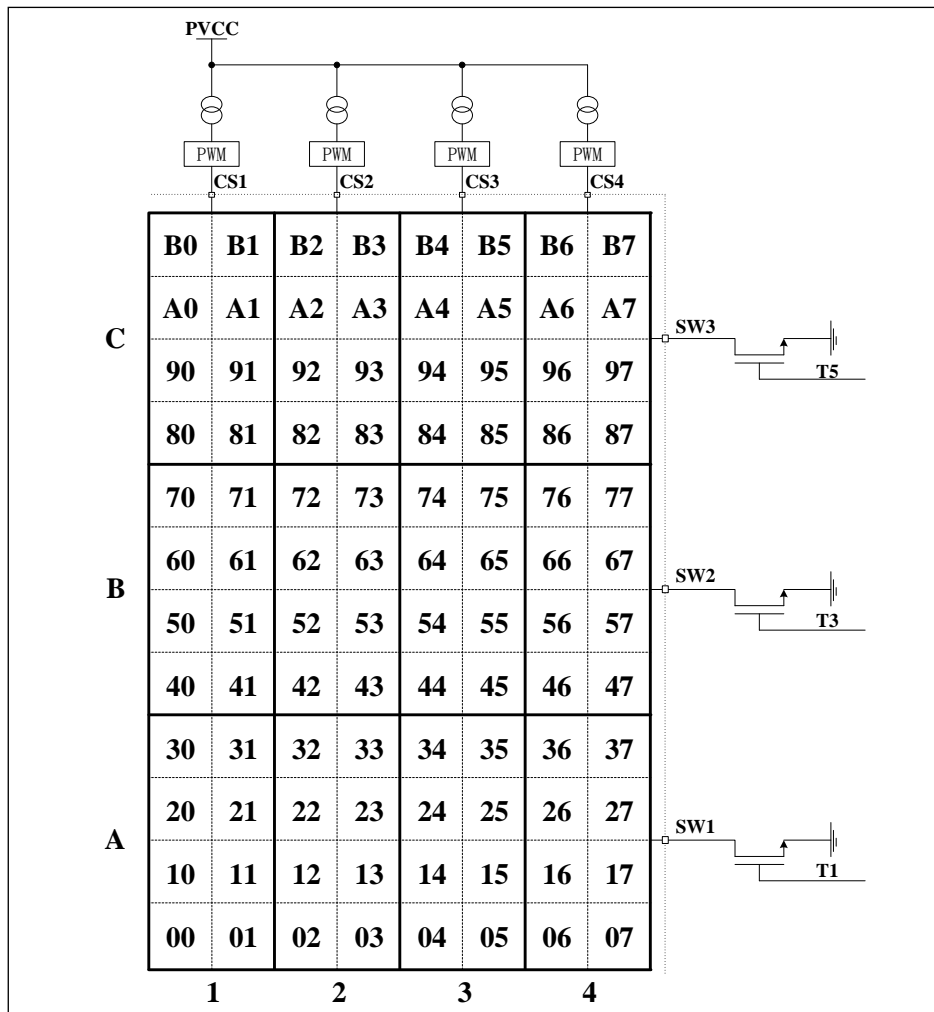 PVCC
PWM PWM PWM PWM
CS1 CS2 CS3 CS4
B0 B1 B2 B3 B4 B5 B6 B7
A0 A1 A2 A3 A4 A5 A6 A7
SW3
C
90 91 92 93 94 95 96 97
T5
80 81 82 83 84 85 86 87
70 71 72 73 74 75 76 77
60 61 62 63 64 65 66 67
SW2
B
50 51 52 53 54 55 56 57
T3
40 41 42 43 44 45 46 47
30 31 32 33 34 35 36 37
20 21 22 23 24 25 26 27
SW1
A
10 11 12 13 14 15 16 17
T1
00 01 02 03 04 05 06 07
1 2 3 4